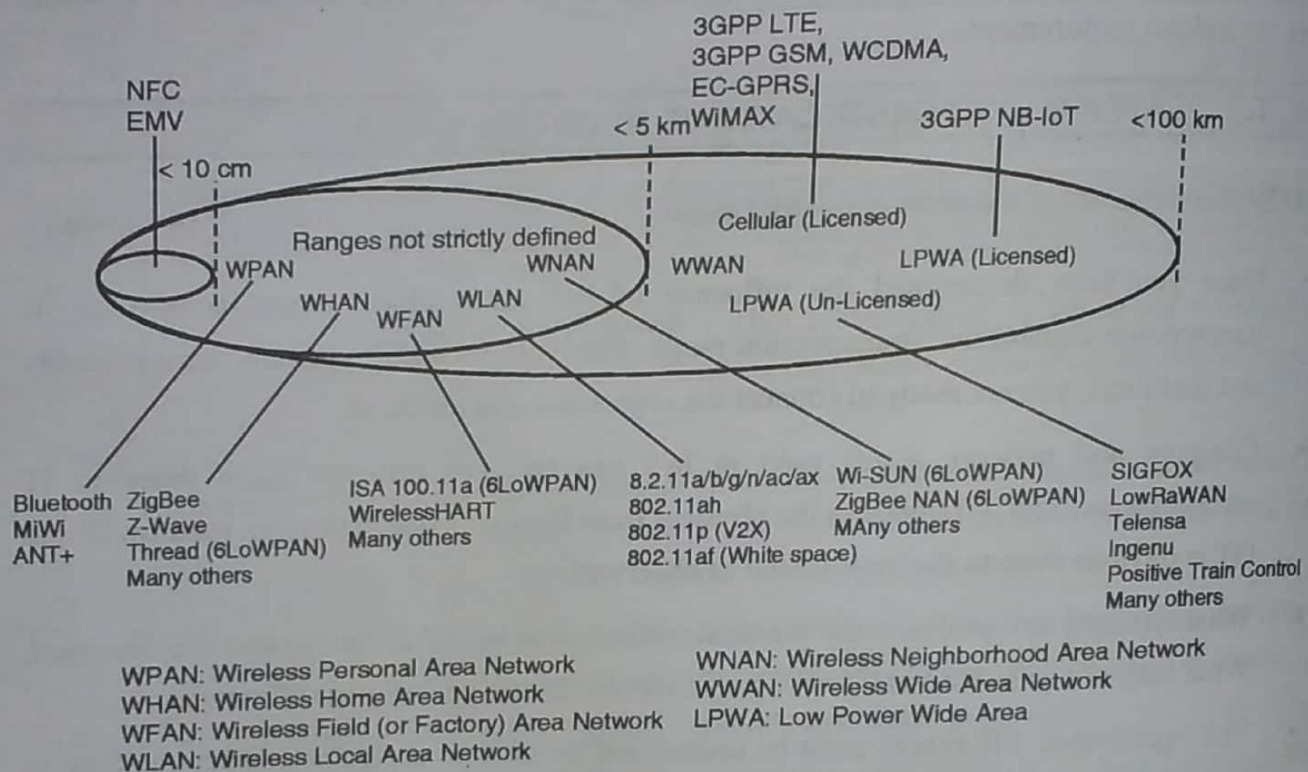 3GPP LTE,
3GPP GSM, WCDMA,
EC-GPRS,
WiMAX
NFC
EMV
< 10 cm
< 5 km
3GPP NB-IoT
<100 km
Cellular (Licensed)
Ranges not strictly defined
WPAN
WNAN
WWAN
LPWA (Licensed)
WHAN
WLAN
LPWA (Un-Licensed)
WFAN
Bluetooth
MiWi
ANT+
ZigBee
Z-Wave
Thread (6LoWPAN)
Many others
ISA 100.11a (6LoWPAN)
WirelessHART
Many others
8.2.11a/b/g/n/ac/ax
802.11ah
802.11p (V2X)
802.11af (White space)
Wi-SUN (6LoWPAN)
ZigBee NAN (6LoWPAN)
MAny others
SIGFOX
LowRaWAN
Telensa
Ingenu
Positive Train Control
Many others
WPAN: Wireless Personal Area Network
WHAN: Wireless Home Area Network
WFAN: Wireless Field (or Factory) Area Network
WLAN: Wireless Local Area Network
WNAN: Wireless Neighborhood Area Network
WWAN: Wireless Wide Area Network
LPWA: Low Power Wide Area